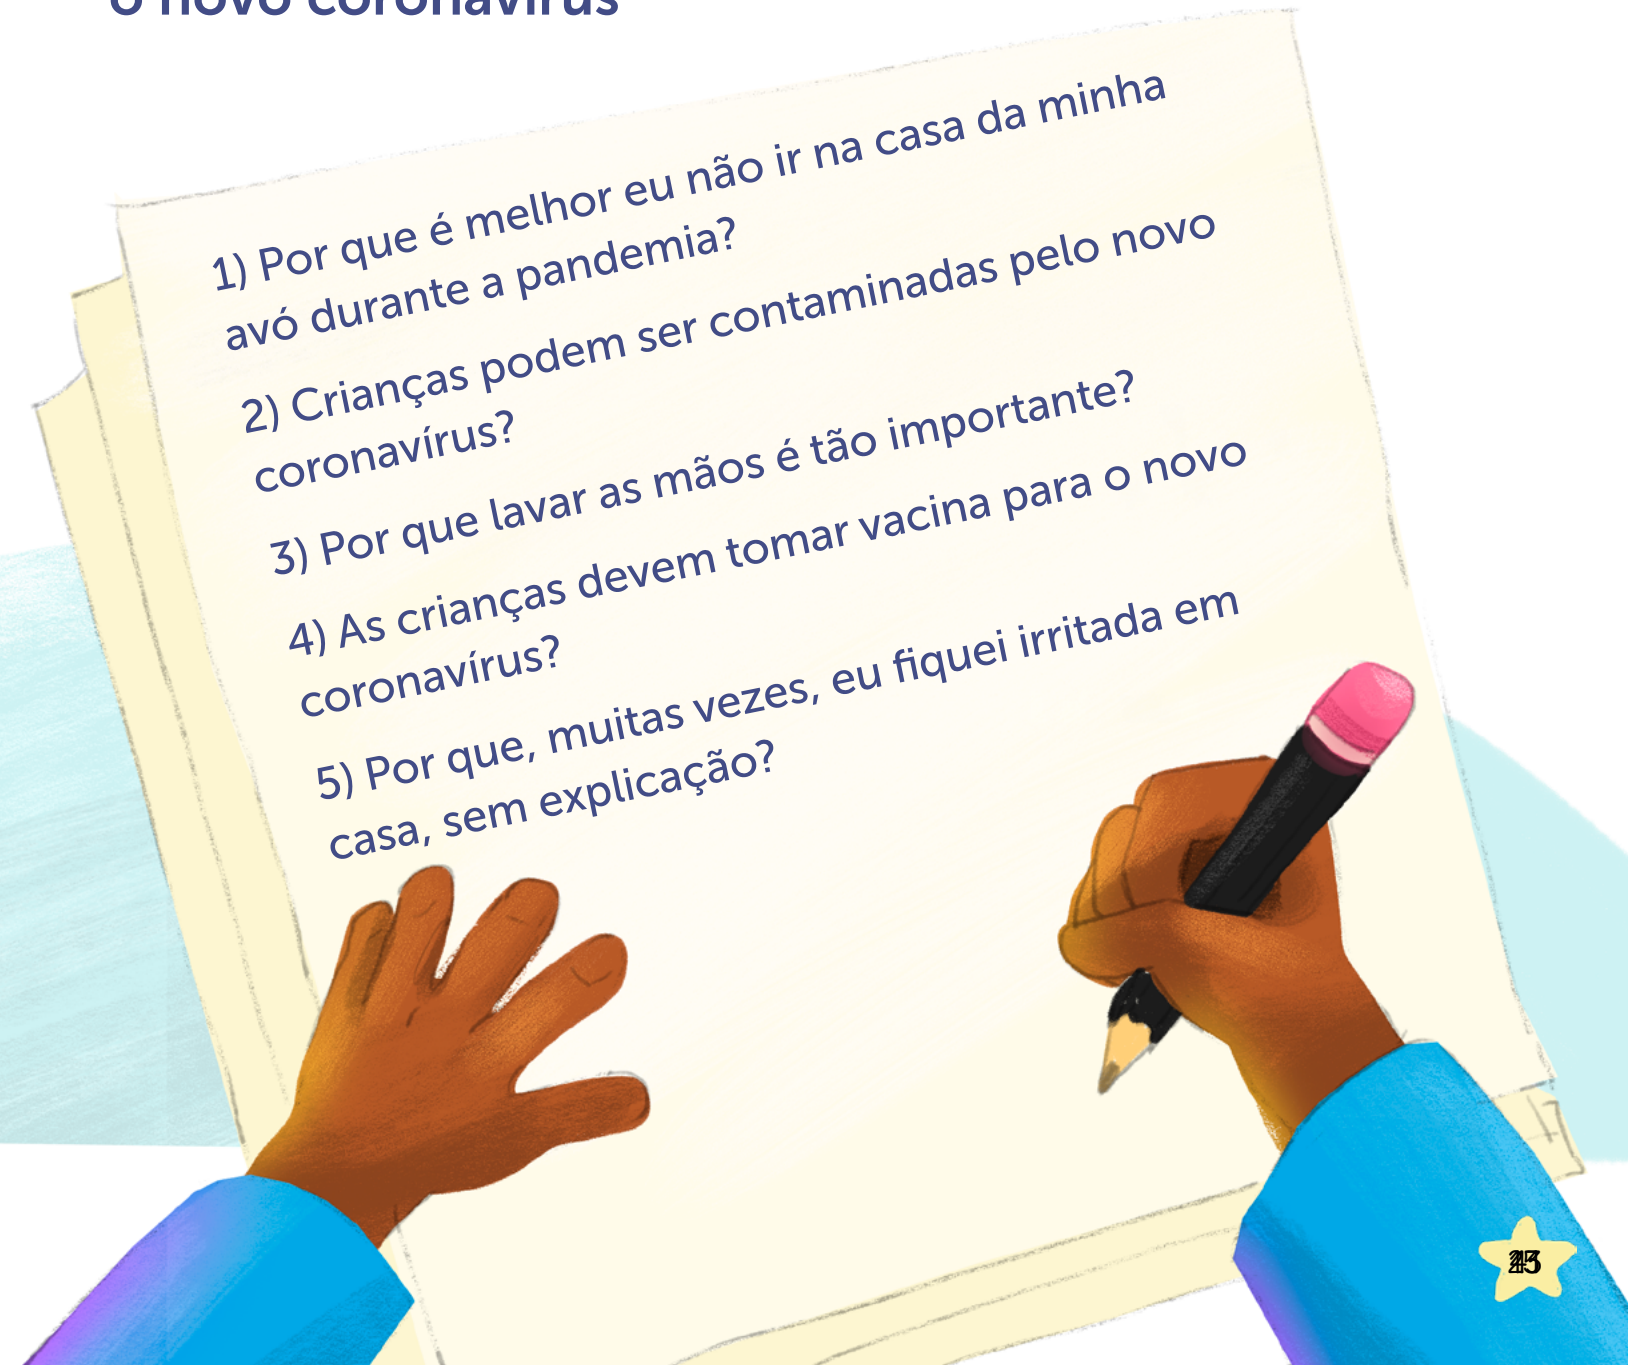 o novo coronavírus
1) Por que é melhor eu não ir na casa da minha
avó durante a pandemia?
2) Crianças podem ser contaminadas pelo novo
coronavírus?
3) Por que lavar as mãos é tão importante?
4) As crianças devem tomar vacina para o novo
coronavírus?
5) Por que, muitas vezes, eu fiquei irritada em
casa, sem explicação?